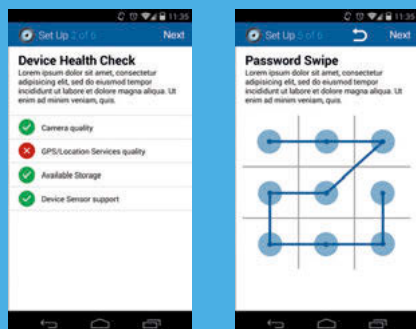 11:35
Set Up 2 of 6 Next
Device Health Check
Lorem ipsum dolor sit amet, consectetur
adipisicing elit, sed do eiusmod tempor
incididunt ut labore et dolore magna aliqua. Ut
enim ad minim veniam, quis.
Camera quality
GPS/Location Services quality
Available Storage
Device Sensor support
11:35
Set Up 5 of 6 Next
Password Swipe
Lorem ipsum dolor sit amet, consectetur
adipisicing elit, sed do eiusmod tempor
incididunt ut labore et dolore magna aliqua. Ut
enim ad minim veniam, quis.